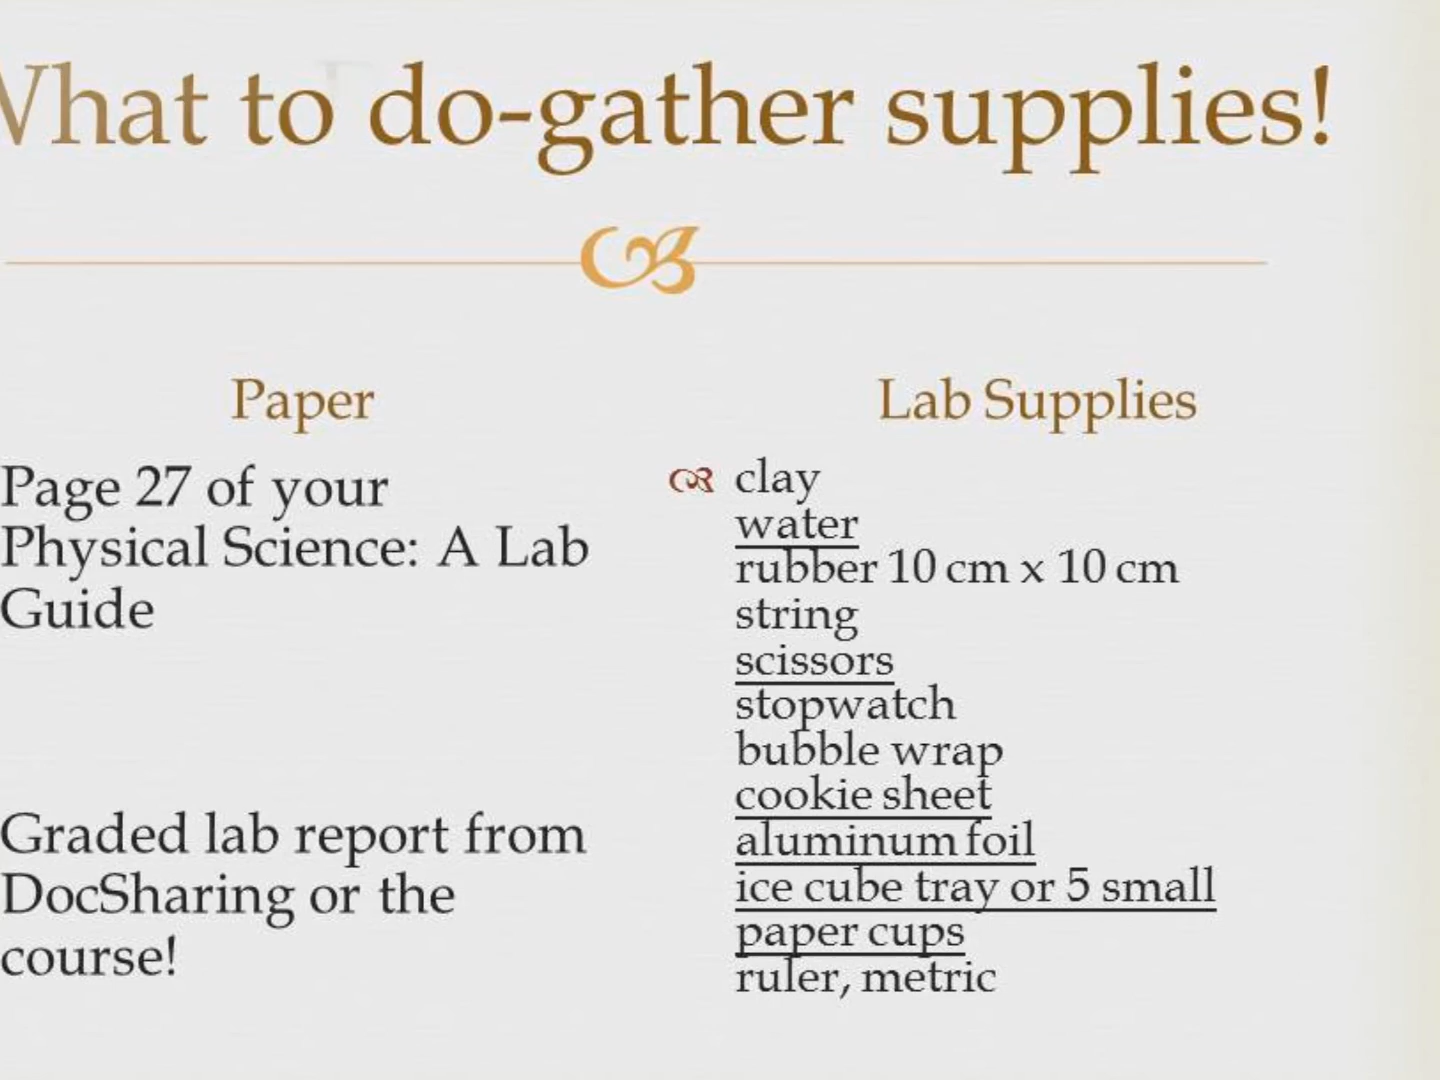 What to do-gather supplies!
Paper
Page 27 of your
Physical Science: A Lab
Guide
Graded lab report from
DocSharing or the
course!
Lab Supplies
clay
water
rubber 10 cm x 10 cm
string
scissors
stopwatch
bubble wrap
cookie sheet
aluminum foil
ice cube tray or 5 small
paper cups
ruler, metric